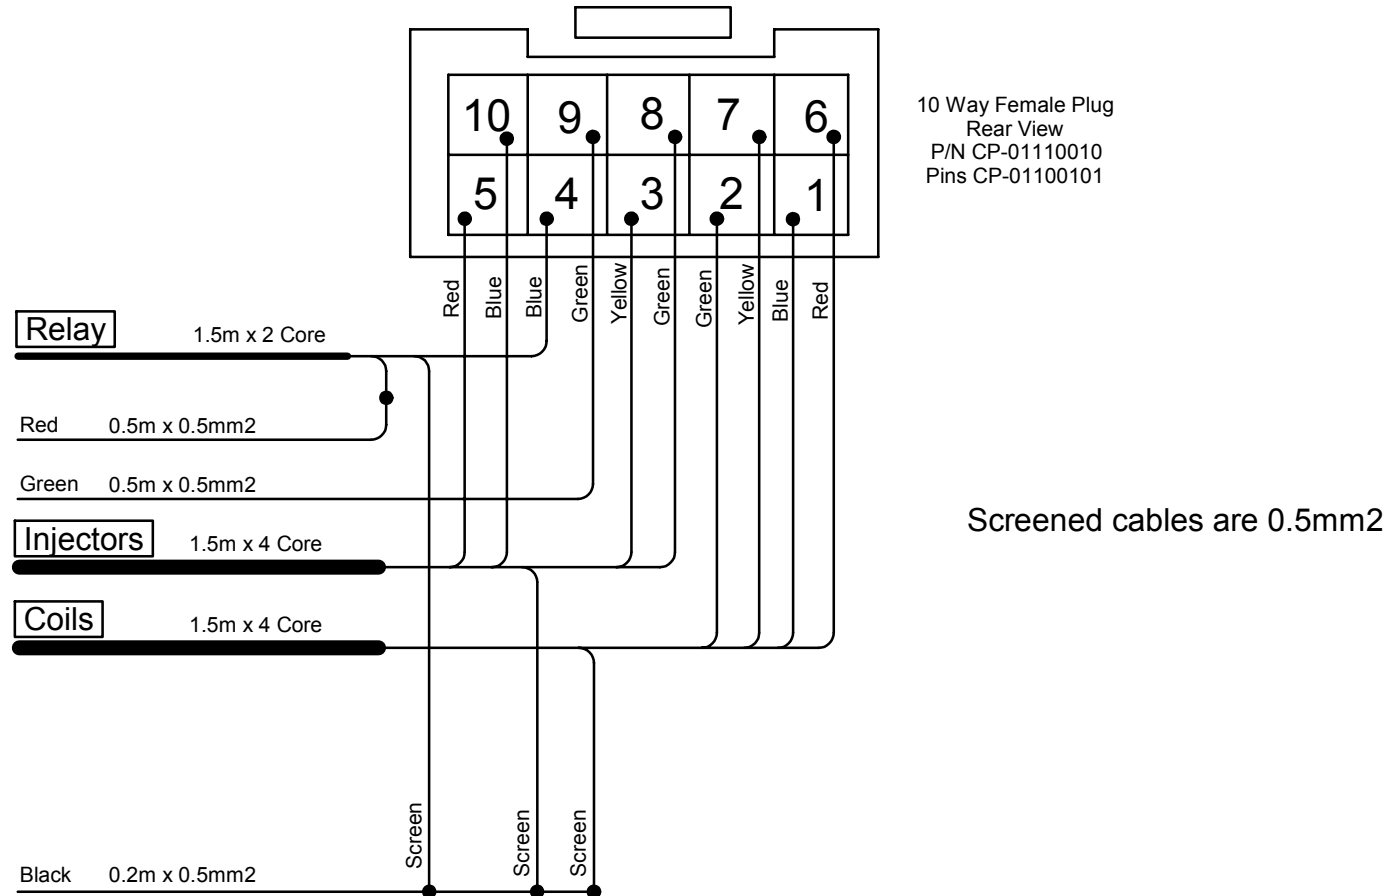 10 9 8 7 6
5 4 3 2 1
10 Way Female Plug
Rear View
P/N CP-01110010
Pins CP-01100101
Red
Blue
Blue
Green
Yellow
Green
Green
Yellow
Blue
Red
Relay
1.5m x 2 Core
Red 0.5m x 0.5mm2
Green 0.5m x 0.5mm2
Screened cables are 0.5mm2
Injectors
1.5m x 4 Core
Coils
1.5m x 4 Core
Screen
Screen
Screen
Black 0.2m x 0.5mm2